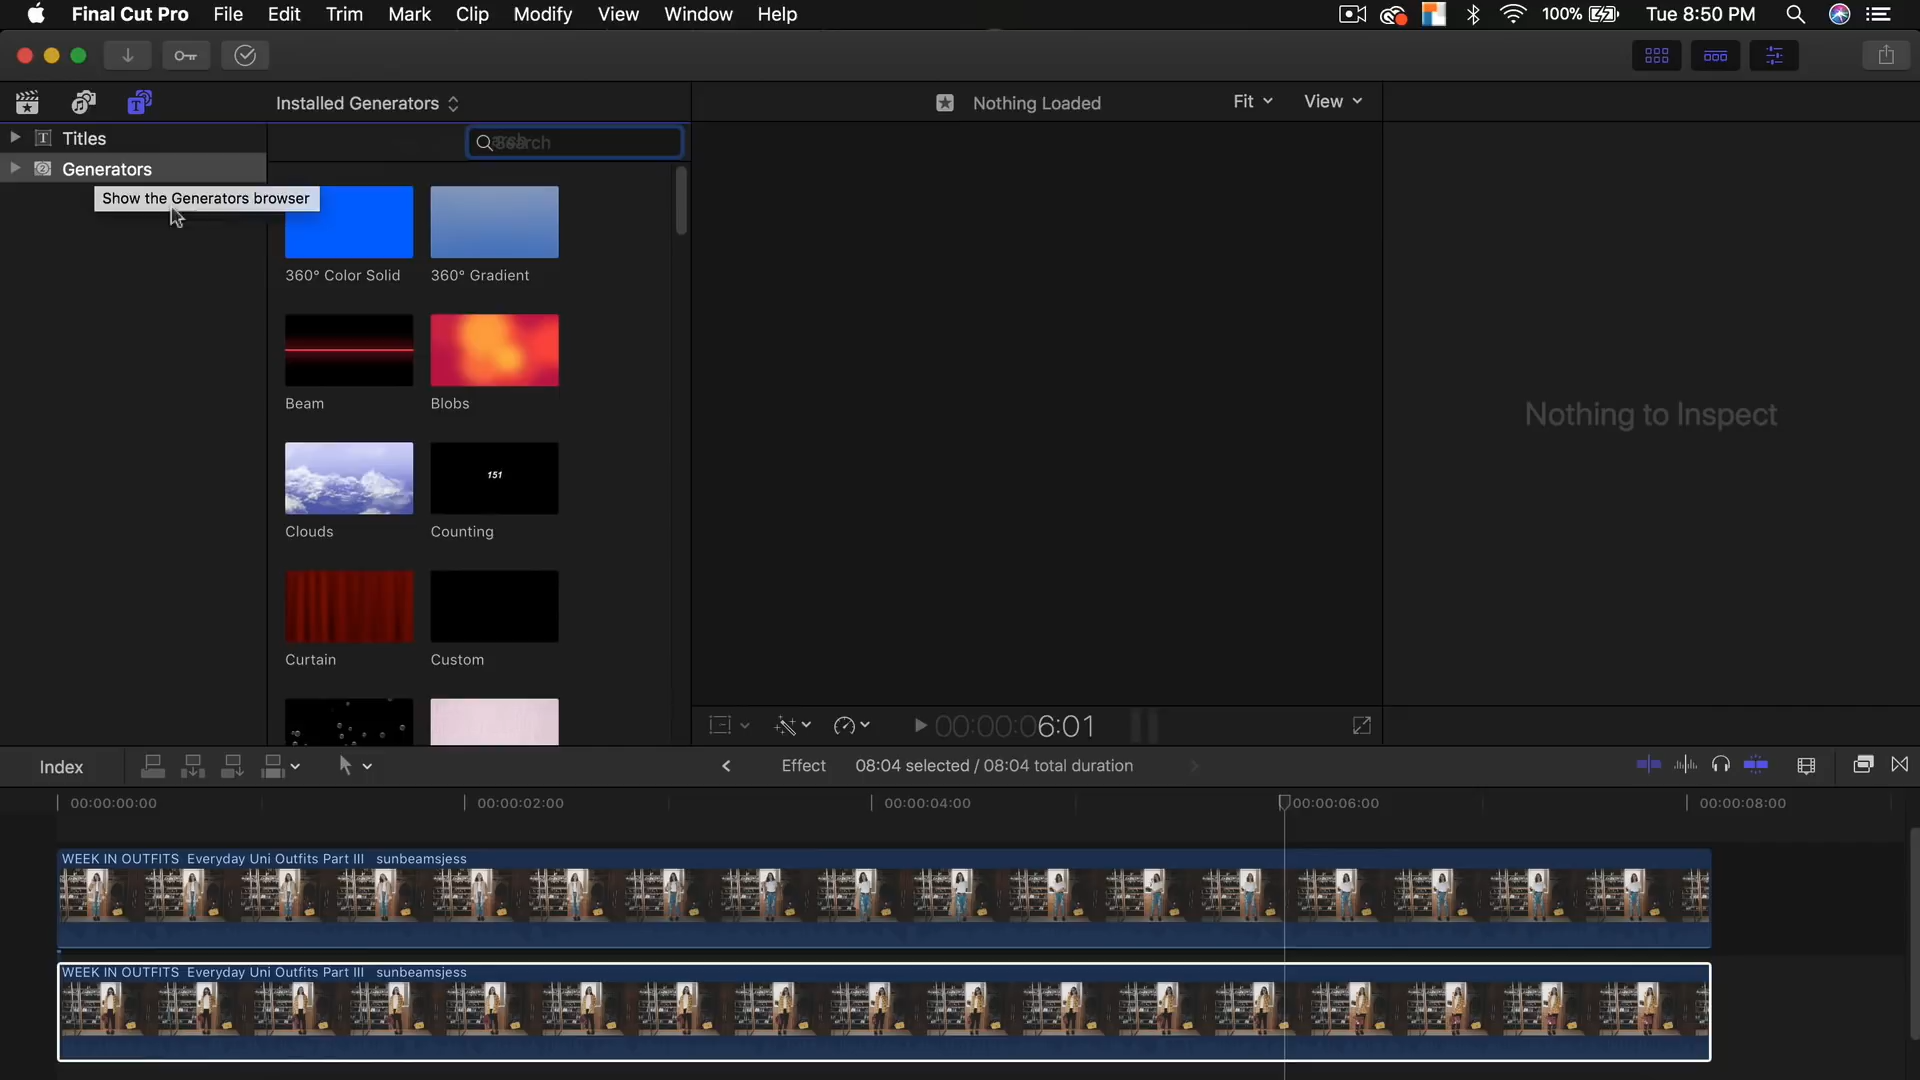 Final Cut Pro File Edit Trim Mark Clip Modify View Window Help 100% Tue 8:50 PM
Installed Generators
Nothing Loaded
Fit
View
Titles
Search
Generators
Show the Generators browser
360° Color Solid
360° Gradient
Beam
Blobs
Clouds
151
Counting
Curtain
Custom
Nothing to Inspect
00:00:06:01
Index
Effect
08:04 selected / 08:04 total duration
00:00:00:00
00:00:02:00
00:00:04:00
00:00:06:00
00:00:08:00
WEEK IN OUTFITS Everyday Uni Outfits Part III sunbeamsjess
WEEK IN OUTFITS Everyday Uni Outfits Part III sunbeamsjess